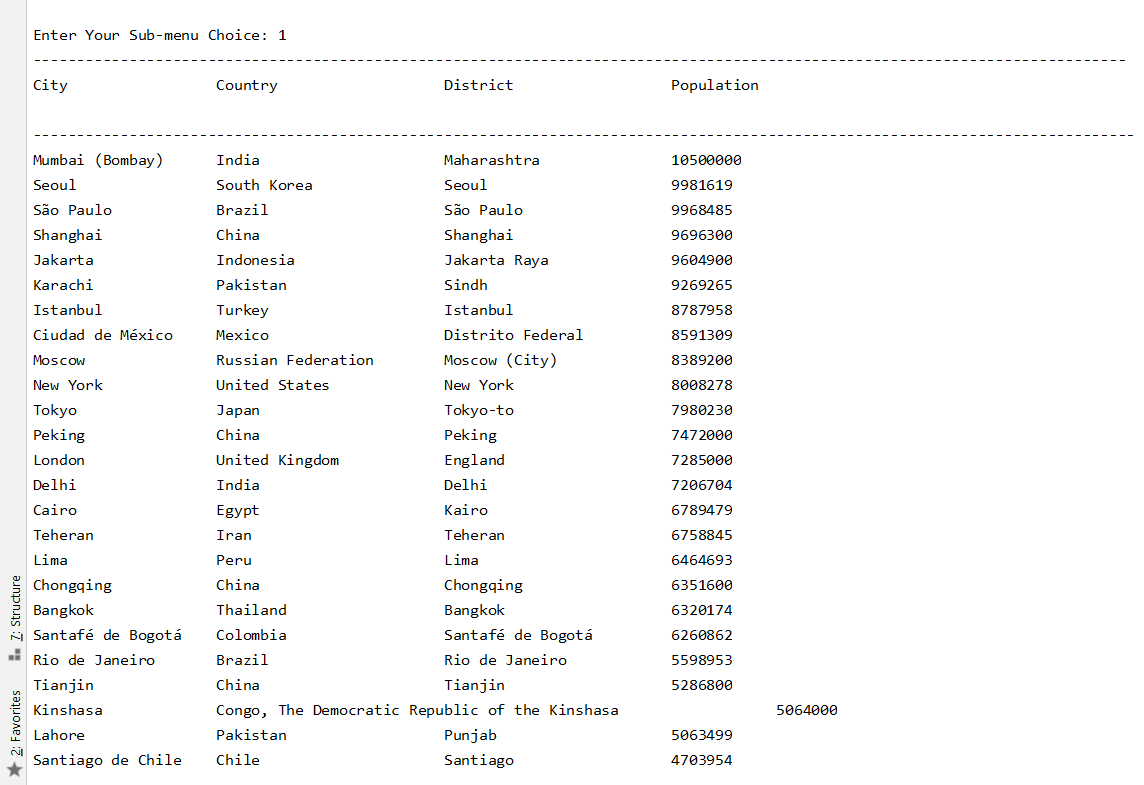 Enter Your Sub-menu Choice: 1
-----------------------------------------------------------------------------------------------------------------------------
City Country District Population
------------------------------------------------------------------------------------------------------------------------------
Mumbai (Bombay) India Maharashtra 10500000
Seoul South Korea Seoul 9981619
São Paulo Brazil São Paulo 9968485
Shanghai China Shanghai 9696300
Jakarta Indonesia Jakarta Raya 9604900
Karachi Pakistan Sindh 9269265
Istanbul Turkey Istanbul 8787958
Ciudad de México Mexico Distrito Federal 8591309
Moscow Russian Federation Moscow (City) 8389200
New York United States New York 8008278
Tokyo Japan Tokyo-to 7980230
Peking China Peking 7472000
London United Kingdom England 7285000
Delhi India Delhi 7206704
Cairo Egypt Kairo 6789479
Teheran Iran Teheran 6758845
Lima Peru Lima 6464693
Chongqing China Chongqing 6351600
Bangkok Thailand Bangkok 6320174
Santafé de Bogotá Colombia Santafé de Bogotá 6260862
Rio de Janeiro Brazil Rio de Janeiro 5598953
Tianjin China Tianjin 5286800
Kinshasa Congo, The Democratic Republic of the Kinshasa 5064000
Lahore Pakistan Punjab 5063499
Santiago de Chile Chile Santiago 4703954
7: Structure
2: Favorites